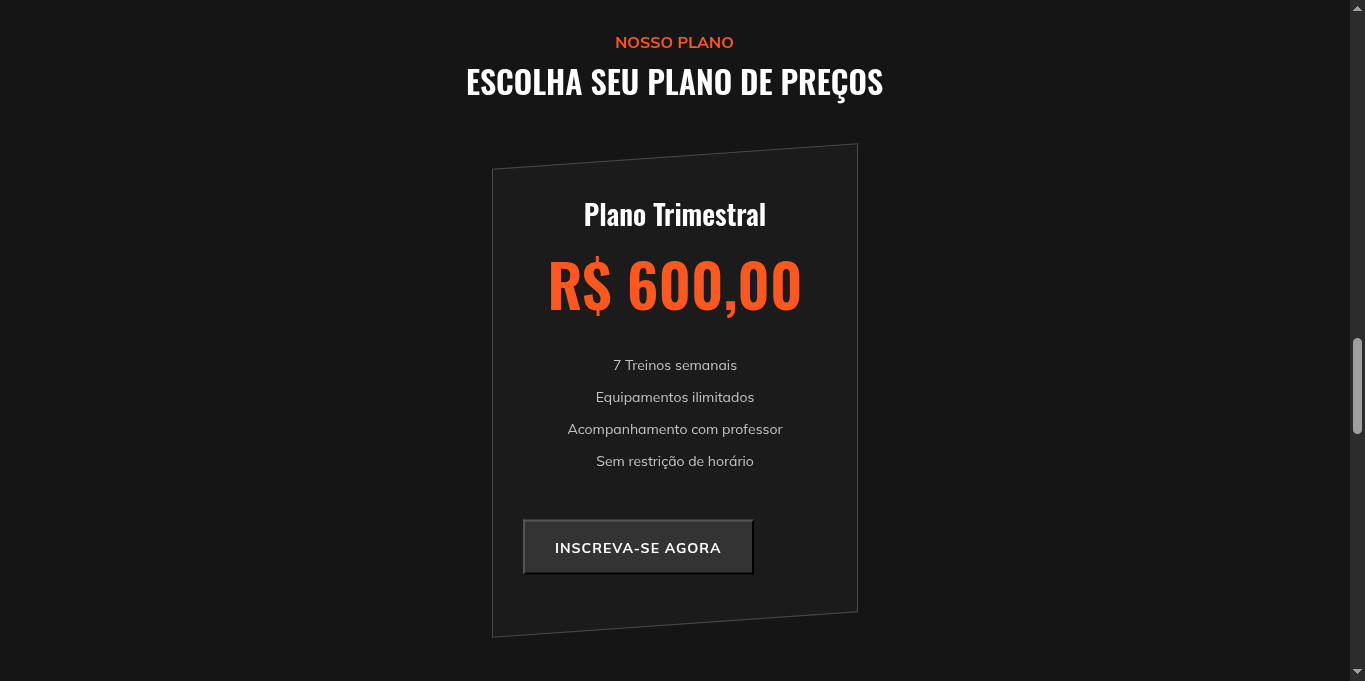 NOSSO PLANO
ESCOLHA SEU PLANO DE PREÇOS
Plano Trimestral
R$ 600,00
7 Treinos semanais
Equipamentos ilimitados
Acompanhamento com professor
Sem restrição de horário
INSCREVA-SE AGORA